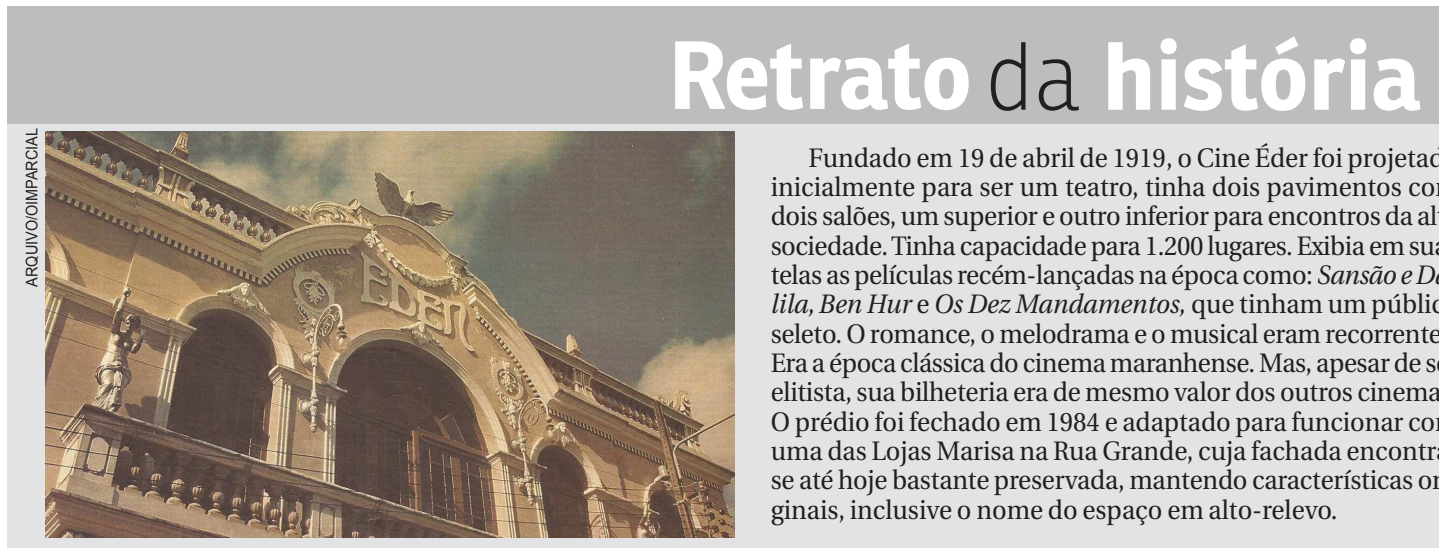 Retrato da história
ARQUIVO/OIMPARCIAL
EDEN
Fundado em 19 de abril de 1919, o Cine Éder foi projetad
inicialmente para ser um teatro, tinha dois pavimentos co
dois salões, um superior e outro inferior para encontros da al
sociedade. Tinha capacidade para 1.200 lugares. Exibia em sua
telas as películas recém-lançadas na época como: Sansão e Da
lila, Ben Hur e Os Dez Mandamentos, que tinham um públic
seleto. O romance, o melodrama e o musical eram recorrente
Era a época clássica do cinema maranhense. Mas, apesar de se
elitista, sua bilheteria era de mesmo valor dos outros cinema
O prédio foi fechado em 1984 e adaptado para funcionar co
uma das Lojas Marisa na Rua Grande, cuja fachada encontra
se até hoje bastante preservada, mantendo características or
ginais, inclusive o nome do espaço em alto-relevo.